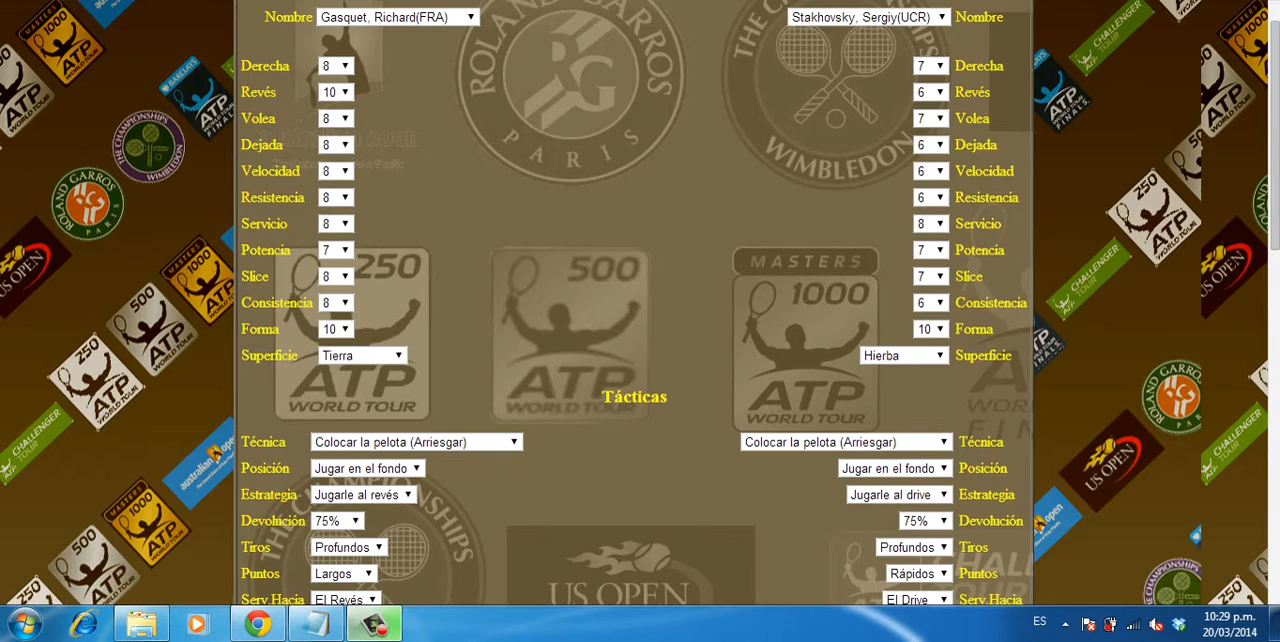 Nombre Gasquet, Richard(FRA) Stakhovsky, Sergiy(UCR) Nombre
Derecha 8 7 Derecha
Revés 10 6 Revés
Volea 8 7 Volea
Dejada 8 6 Dejada
Velocidad 8 6 Velocidad
Resistencia 8 6 Resistencia
Servicio 8 8 Servicio
Potencia 7 7 Potencia
Slice 8 7 Slice
Consistencia 8 6 Consistencia
Forma 10 10 Forma
Superficie Tierra Hierba Superficie
Tácticas
Técnica Colocar la pelota (Arriesgar) Colocar la pelota (Arriesgar) Técnica
Posición Jugar en el fondo Jugar en el fondo Posición
Estrategia Jugarle al revés Jugarle al drive Estrategia
Devolución 75% 75% Devolución
Tiros Profundos Profundos Tiros
Puntos Largos Rápidos Puntos
Serv.Hacia El Revés El Drive Serv.Hacia
ROLAND GARROS
PARIS
WIMBLEDON
250
ATP
WORLD TOUR
500
ATP
WORLD TOUR
MASTERS
1000
ATP
WORLD TOUR
THE CHAMPIONSHIPS
US OPEN
ES
10:29 p.m.
20/03/2014